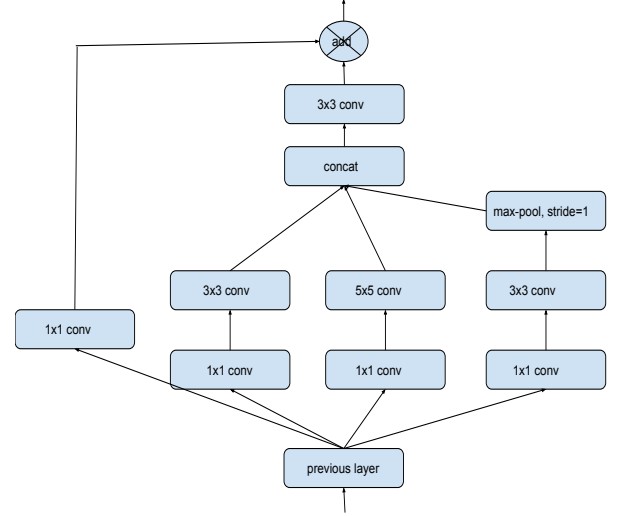 add
3x3 conv
concat
max-pool, stride=1
3x3 conv
5x5 conv
3x3 conv
1x1 conv
1x1 conv
1x1 conv
1x1 conv
previous layer